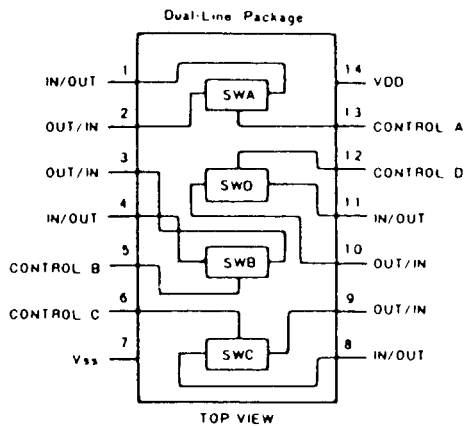 Dual-Line Package
IN/OUT 1
OUT/IN 2
OUT/IN 3
IN/OUT 4
CONTROL B 5
CONTROL C 6
Vss 7
SWA
SWD
SWB
SWC
14 VDD
13 CONTROL A
12 CONTROL D
11 IN/OUT
10 OUT/IN
9 OUT/IN
8 IN/OUT
TOP VIEW